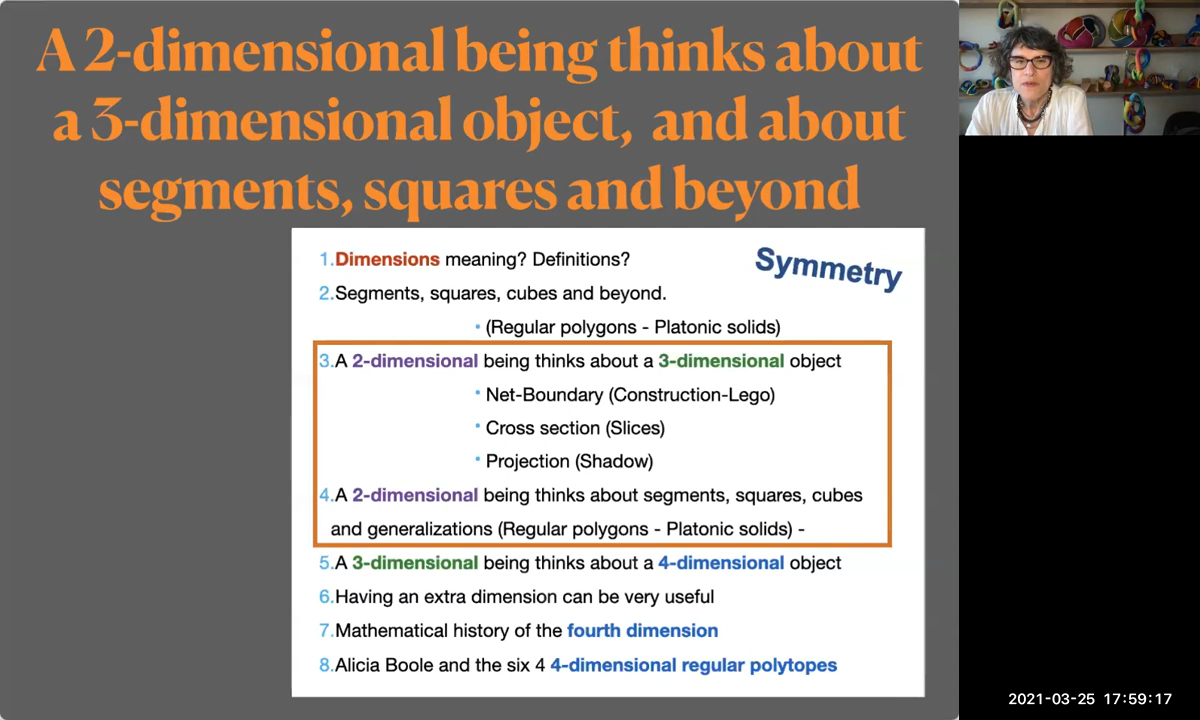 A 2-dimensional being thinks about
a 3-dimensional object, and about
segments, squares and beyond
Symmetry
1.Dimensions meaning? Definitions?
2.Segments, squares, cubes and beyond.
• (Regular polygons - Platonic solids)
3.A 2-dimensional being thinks about a 3-dimensional object
• Net-Boundary (Construction-Lego)
• Cross section (Slices)
• Projection (Shadow)
4.A 2-dimensional being thinks about segments, squares, cubes
and generalizations (Regular polygons - Platonic solids) -
5.A 3-dimensional being thinks about a 4-dimensional object
6.Having an extra dimension can be very useful
7.Mathematical history of the fourth dimension
8.Alicia Boole and the six 4 4-dimensional regular polytopes
2021-03-25 17:59:17